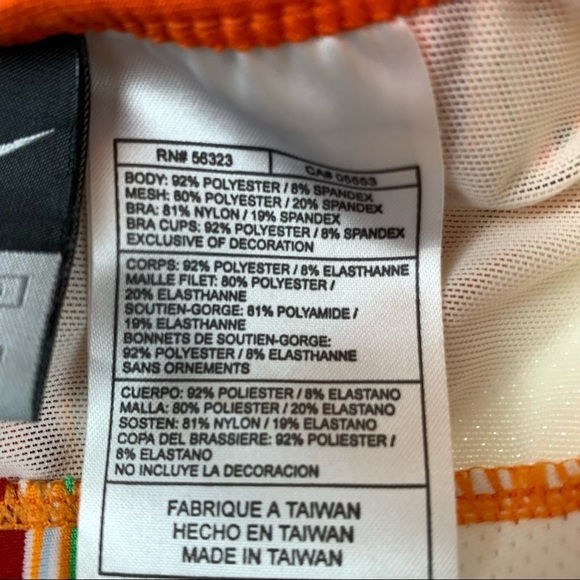 RN# 56323
CA# 05553
BODY: 92% POLYESTER / 8% SPANDEX
MESH: 80% POLYESTER / 20% SPANDEX
BRA: 81% NYLON / 19% SPANDEX
BRA CUPS: 92% POLYESTER / 8% SPANDEX
EXCLUSIVE OF DECORATION
CORPS: 92% POLYESTER / 8% ELASTHANNE
MAILLE FILET: 80% POLYESTER /
20% ELASTHANNE
SOUTIEN-GORGE: 81% POLYAMIDE /
19% ELASTHANNE
BONNETS DE SOUTIEN-GORGE:
92% POLYESTER / 8% ELASTHANNE
SANS ORNEMENTS
CUERPO: 92% POLIESTER / 8% ELASTANO
MALLA: 80% POLIESTER / 20% ELASTANO
SOSTEN: 81% NYLON / 19% ELASTANO
COPA DEL BRASSIERE: 92% POLIESTER /
8% ELASTANO
NO INCLUYE LA DECORACION
FABRIQUE A TAIWAN
HECHO EN TAIWAN
MADE IN TAIWAN